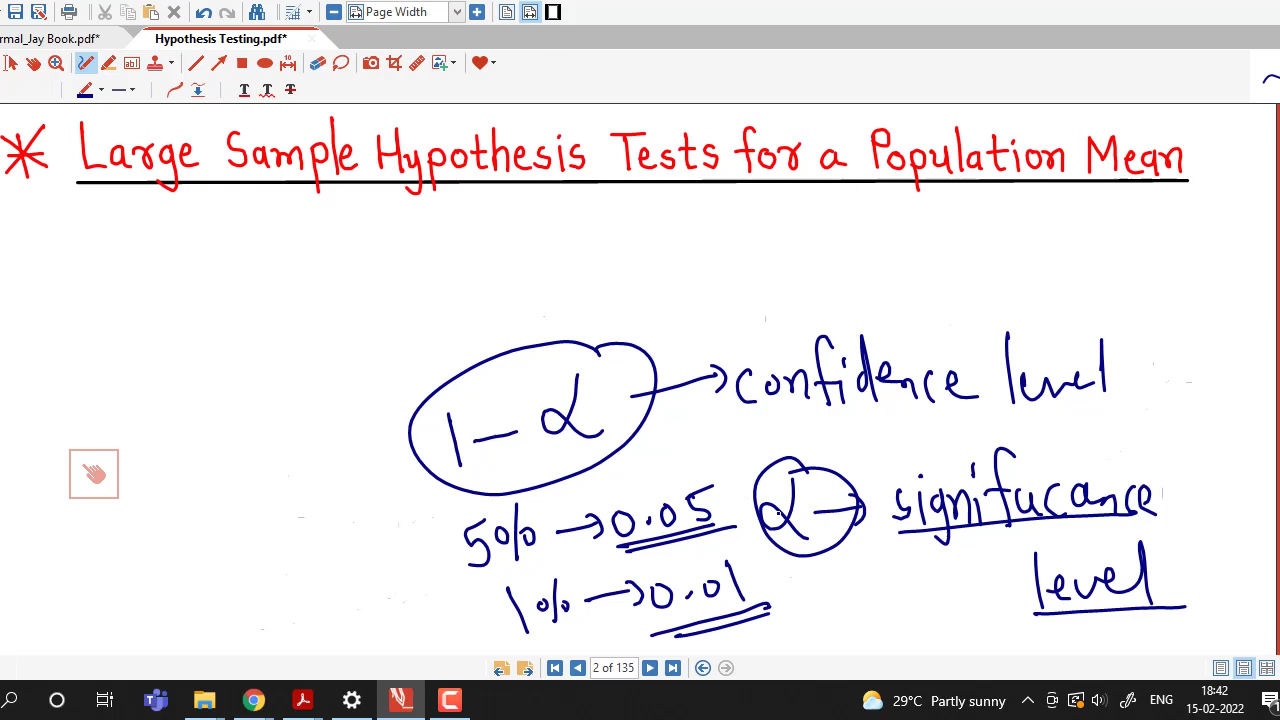 Page Width
rmal_Jay Book.pdf*
Hypothesis Testing.pdf*
10
T T T
* Large Sample Hypothesis Tests for a Population Mean
1 - α → confidence level
α → signifucance level
5% → 0.05
1% → 0.01
2 of 135
29°C Partly sunny
ENG
18:42
15-02-2022